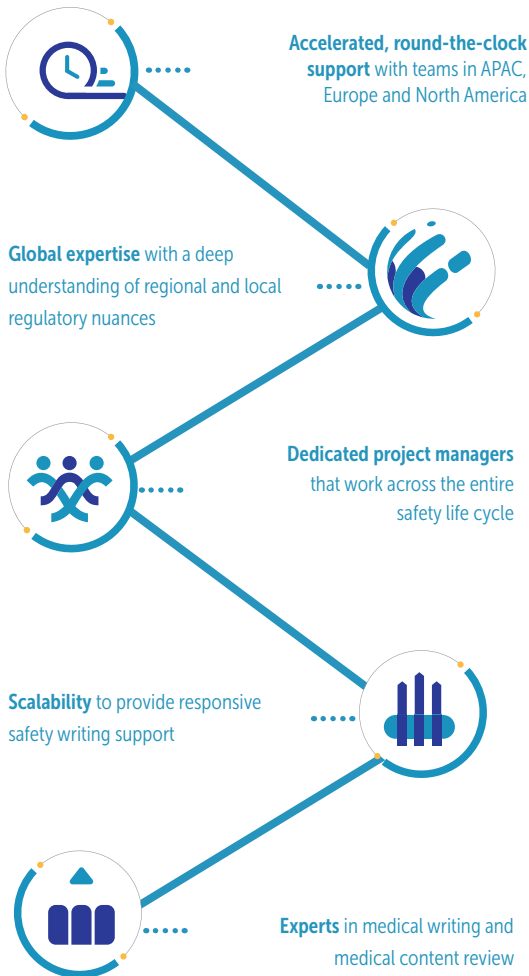 Accelerated, round-the-clock
support with teams in APAC,
Europe and North America
Global expertise with a deep
understanding of regional and local
regulatory nuances
Dedicated project managers
that work across the entire
safety life cycle
Scalability to provide responsive
safety writing support
Experts in medical writing and
medical content review